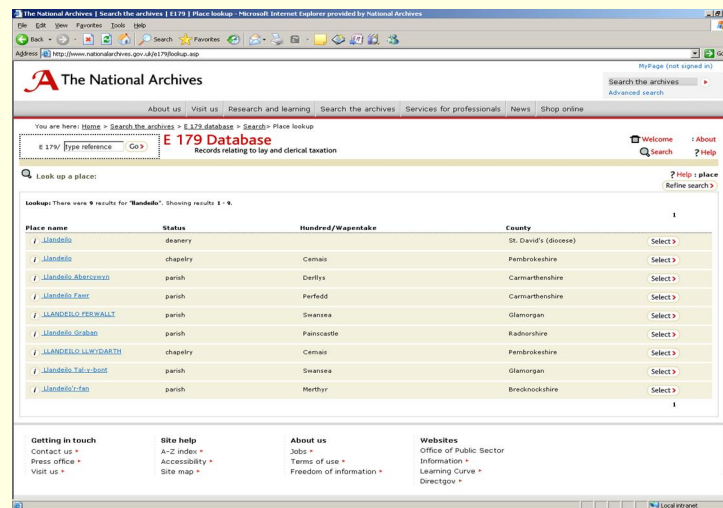 The National Archives | Search the archives | E179 | Place lookup - Microsoft Internet Explorer provided by National Archives
File Edit View Favorites Tools Help
Back Search Favorites
Address http://www.nationalarchives.gov.uk/e179/lookup.asp Go
MyPage (not signed in)
The National Archives
Search the archives
Advanced search
About us Visit us Research and learning Search the archives Services for professionals News Shop online
You are here: Home > Search the archives > E 179 database > Search> Place lookup
E 179/ type reference Go
E 179 Database
Records relating to lay and clerical taxation
Welcome : About
Search ? Help
Look up a place:
? Help : place
Refine search
Lookup: There were 9 results for "llandeilo". Showing results 1 - 9.
1
Place name Status Hundred/Wapentake County
i Llandeilo deanery St. David's (diocese) Select
i Llandeilo chapelry Cemais Pembrokeshire Select
i Llandeilo Abercywyn parish Derllys Carmarthenshire Select
i Llandeilo Fawr parish Perfedd Carmarthenshire Select
i LLANDEILO FERWALLT parish Swansea Glamorgan Select
i Llandeilo Graban parish Painscastle Radnorshire Select
i LLANDEILO LLWYDARTH chapelry Cemais Pembrokeshire Select
i Llandeilo Tal-y-bont parish Swansea Glamorgan Select
i Llandeilo'r-fan parish Merthyr Brecknockshire Select
1
Getting in touch Site help About us Websites
Contact us A-Z index Jobs Office of Public Sector
Press office Accessibility Terms of use Information
Visit us Site map Freedom of information Learning Curve
Directgov
Local intranet